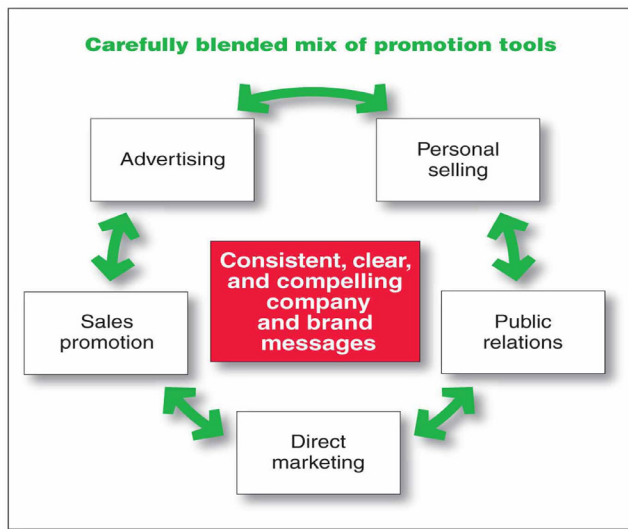 Carefully blended mix of promotion tools
Advertising
Personal
selling
Consistent, clear,
and compelling
company
and brand
messages
Sales
promotion
Public
relations
Direct
marketing